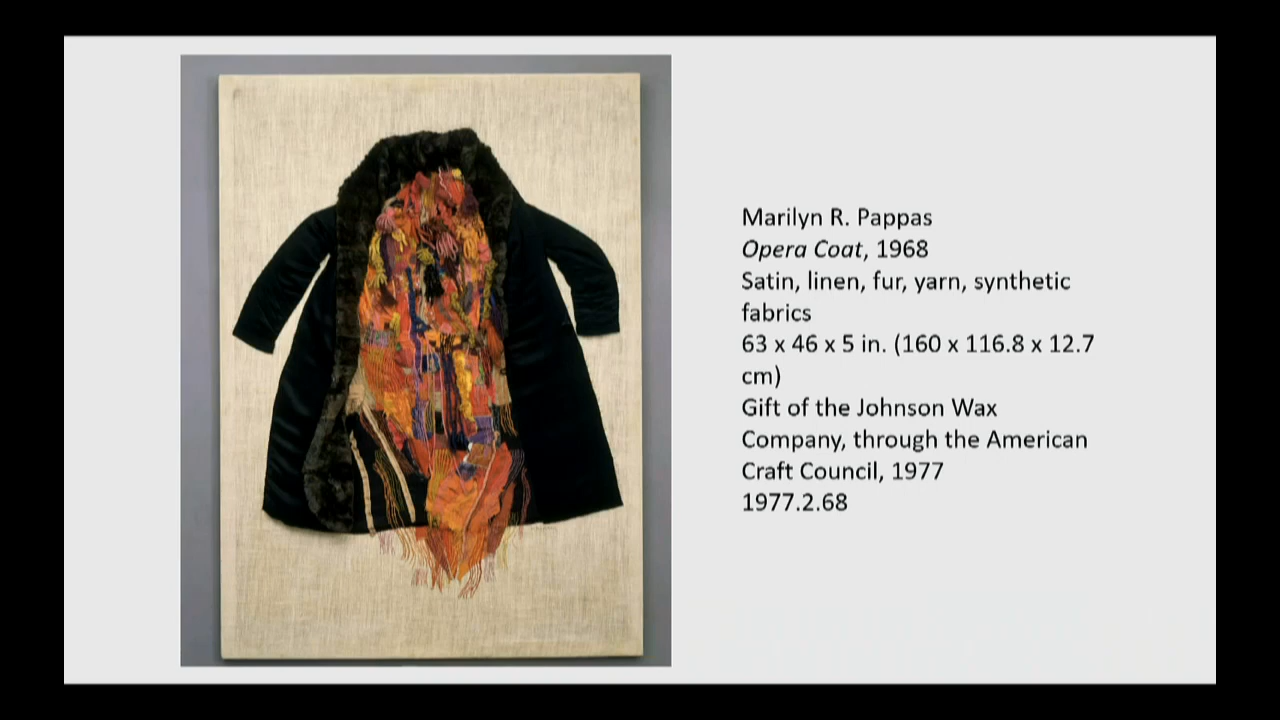 Marilyn R. Pappas
Opera Coat, 1968
Satin, linen, fur, yarn, synthetic
fabrics
63 x 46 x 5 in. (160 x 116.8 x 12.7
cm)
Gift of the Johnson Wax
Company, through the American
Craft Council, 1977
1977.2.68